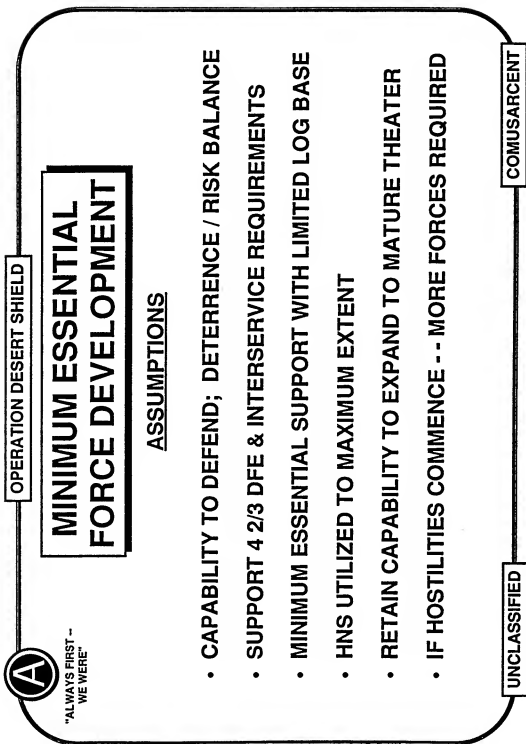 OPERATION DESERT SHIELD
A
"ALWAYS FIRST --
WE WERE"
MINIMUM ESSENTIAL
FORCE DEVELOPMENT
ASSUMPTIONS
• CAPABILITY TO DEFEND; DETERRENCE / RISK BALANCE
• SUPPORT 4 2/3 DFE & INTERSERVICE REQUIREMENTS
• MINIMUM ESSENTIAL SUPPORT WITH LIMITED LOG BASE
• HNS UTILIZED TO MAXIMUM EXTENT
• RETAIN CAPABILITY TO EXPAND TO MATURE THEATER
• IF HOSTILITIES COMMENCE - - MORE FORCES REQUIRED
UNCLASSIFIED
COMUSARCENT